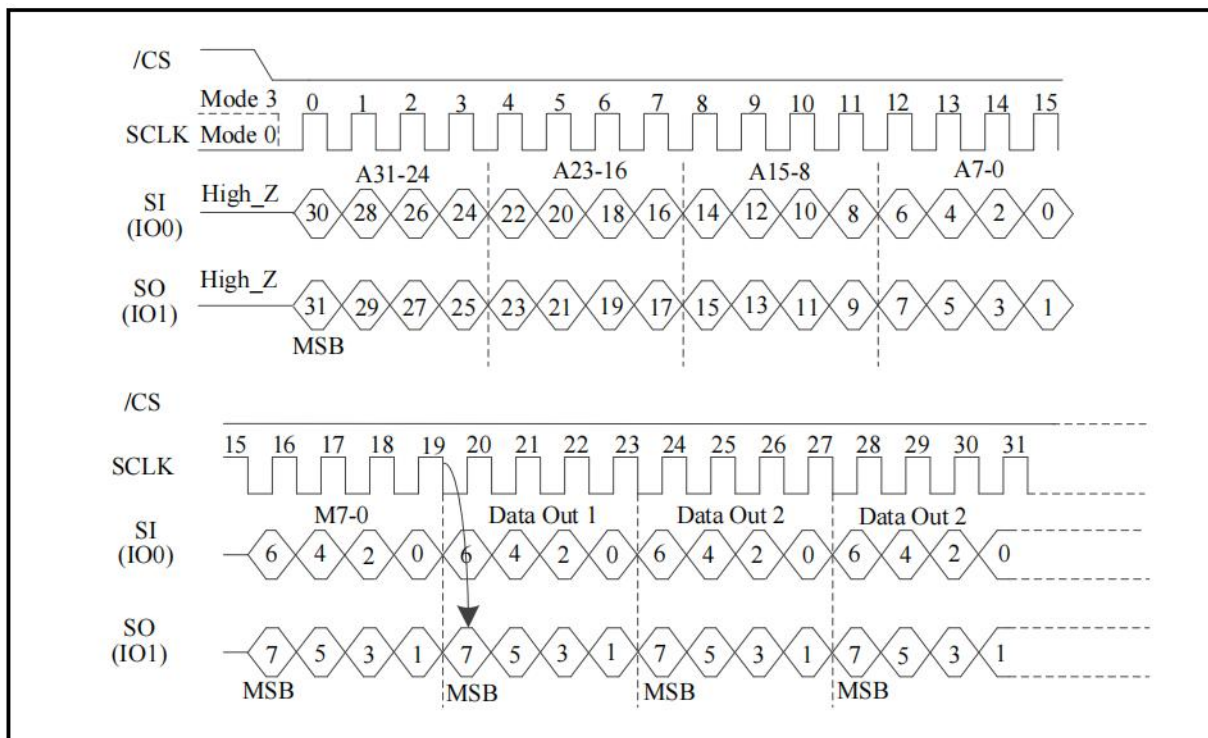 /CS
Mode 3 0 1 2 3 4 5 6 7 8 9 10 11 12 13 14 15
SCLK Mode 0
A31-24 A23-16 A15-8 A7-0
High_Z
SI 30 28 26 24 22 20 18 16 14 12 10 8 6 4 2 0
(IO0)
High_Z
SO 31 29 27 25 23 21 19 17 15 13 11 9 7 5 3 1
(IO1)
MSB
/CS
15 16 17 18 19 20 21 22 23 24 25 26 27 28 29 30 31
SCLK
M7-0 Data Out 1 Data Out 2 Data Out 2
SI 6 4 2 0 6 4 2 0 6 4 2 0 6 4 2 0
(IO0)
SO 7 5 3 1 7 5 3 1 7 5 3 1 7 5 3 1
(IO1)
MSB MSB MSB MSB